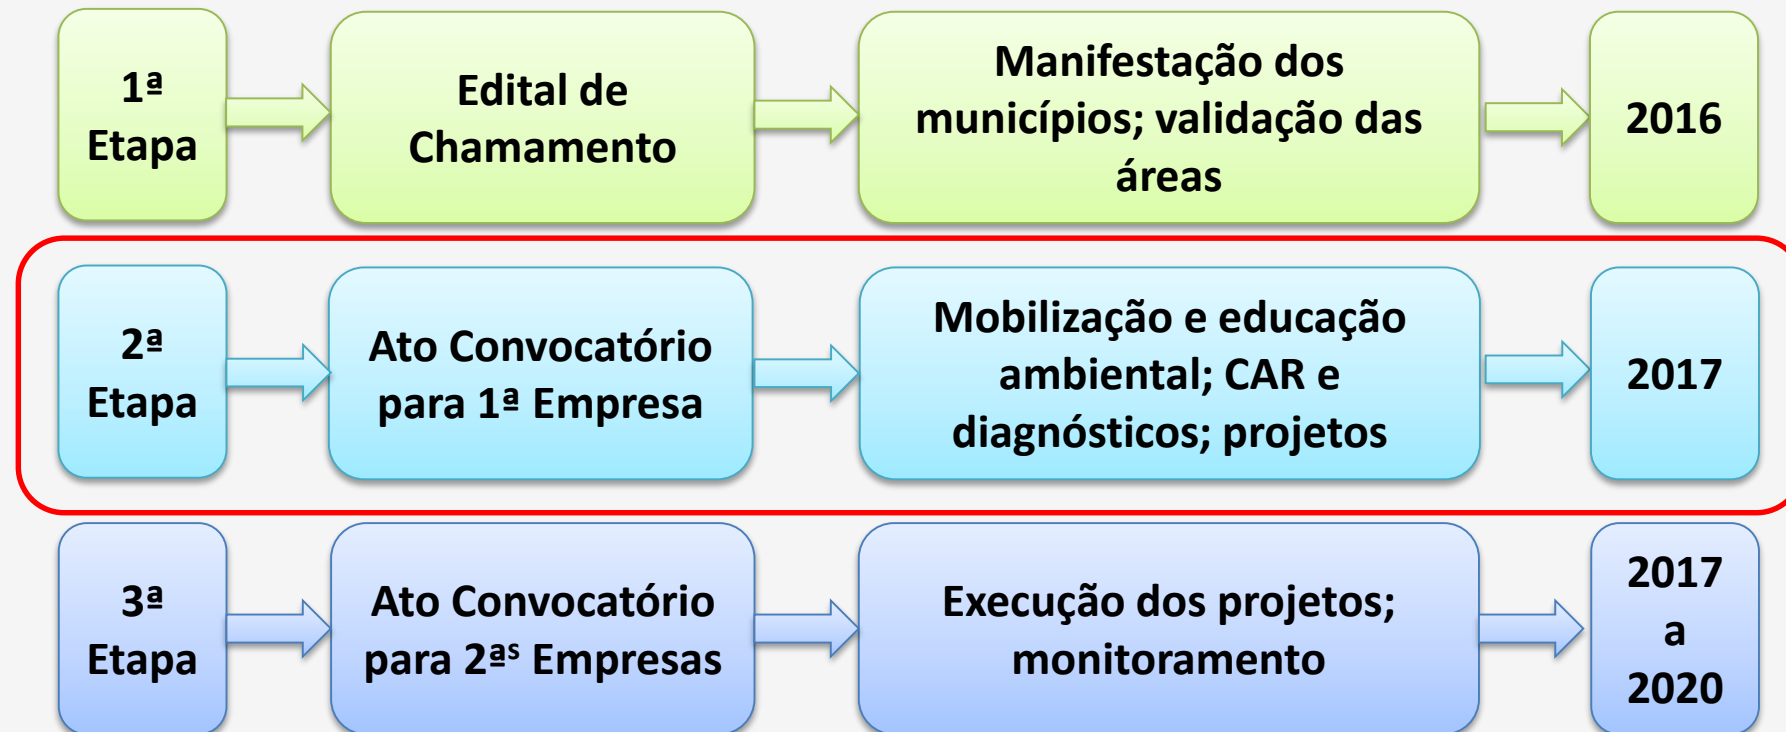 1ª
Etapa
Edital de
Chamamento
Manifestação dos
municípios; validação das
áreas
2016
2ª
Etapa
Ato Convocatório
para 1ª Empresa
Mobilização e educação
ambiental; CAR e
diagnósticos; projetos
2017
3ª
Etapa
Ato Convocatório
para 2ªˢ Empresas
Execução dos projetos;
monitoramento
2017
a
2020